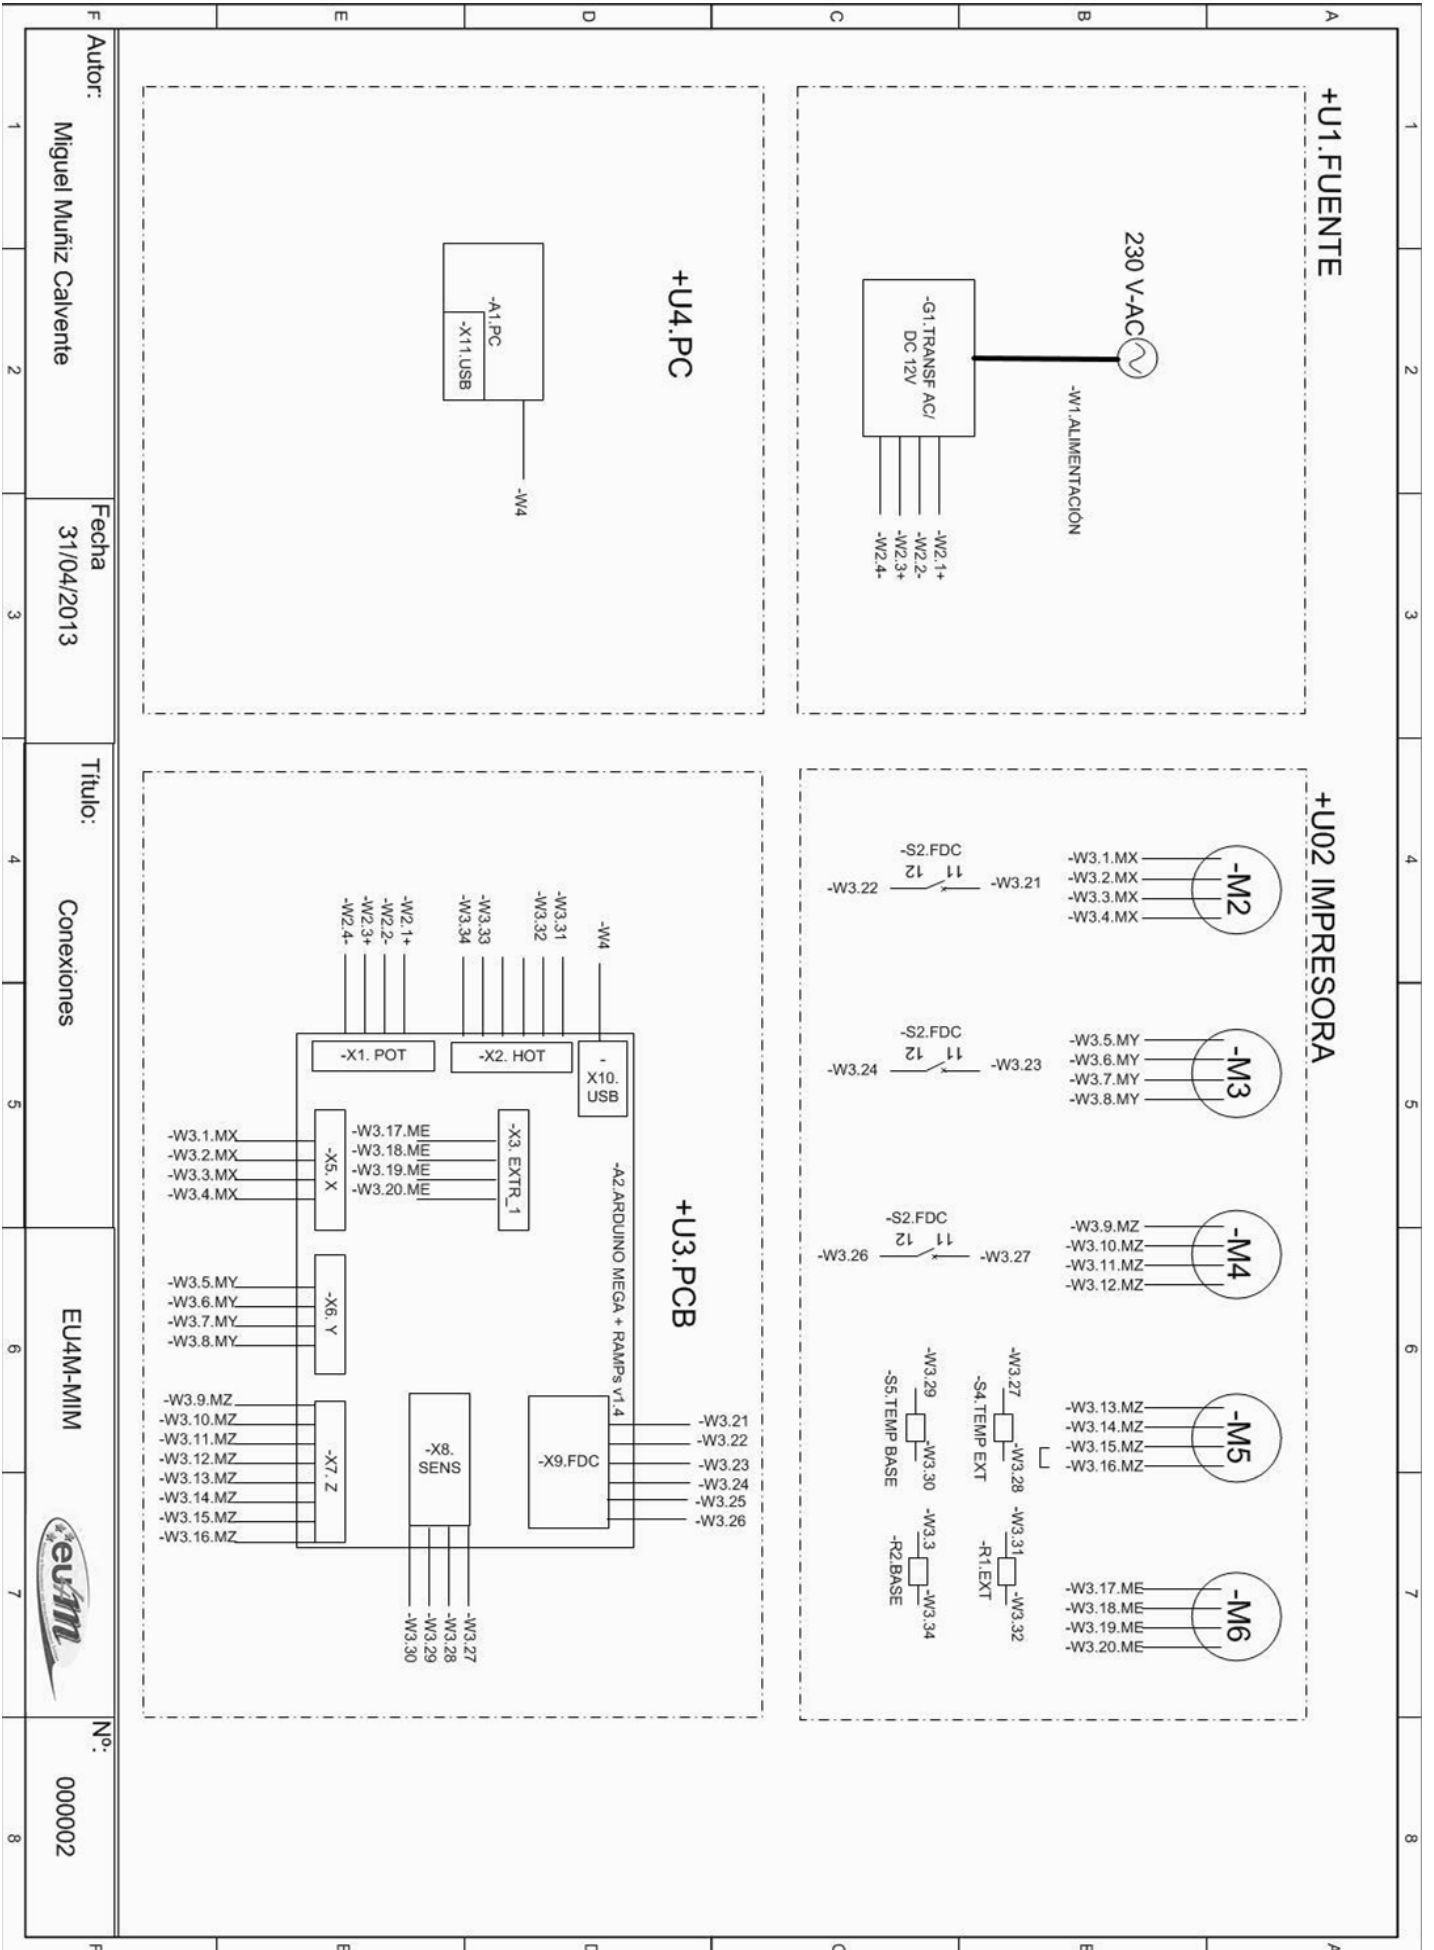 A
B
C
D
E
F
1
2
3
4
5
6
7
8
+U1.FUENTE
230 V-AC
-W1.ALIMENTACIÓN
-G1.TRANSF AC/
DC 12V
-W2.1+
-W2.2-
-W2.3+
-W2.4-
+U02 IMPRESORA
-M2
-W3.1.MX
-W3.2.MX
-W3.3.MX
-W3.4.MX
-S2.FDC
11
12
-W3.21
-W3.22
-M3
-W3.5.MY
-W3.6.MY
-W3.7.MY
-W3.8.MY
-S2.FDC
11
12
-W3.23
-W3.24
-M4
-W3.9.MZ
-W3.10.MZ
-W3.11.MZ
-W3.12.MZ
-S2.FDC
11
12
-W3.27
-W3.26
-M5
-W3.13.MZ
-W3.14.MZ
-W3.15.MZ
-W3.16.MZ
-W3.27
-W3.28
-S4.TEMP EXT
-W3.29
-W3.30
-S5.TEMP BASE
-M6
-W3.17.ME
-W3.18.ME
-W3.19.ME
-W3.20.ME
-W3.31
-W3.32
-R1.EXT
-W3.3
-W3.34
-R2.BASE
+U4.PC
-A1.PC
-X11.USB
-W4
+U3.PCB
-A2.ARDUINO MEGA + RAMPs v1.4
-W4
-W3.31
-W3.32
-W3.33
-W3.34
-W2.1+
-W2.2-
-W2.3+
-W2.4-
-
X10.
USB
-X2. HOT
-X1. POT
-X3. EXTR_1
-W3.17.ME
-W3.18.ME
-W3.19.ME
-W3.20.ME
-X5. X
-W3.1.MX
-W3.2.MX
-W3.3.MX
-W3.4.MX
-X6. Y
-W3.5.MY
-W3.6.MY
-W3.7.MY
-W3.8.MY
-X7. Z
-W3.9.MZ
-W3.10.MZ
-W3.11.MZ
-W3.12.MZ
-W3.13.MZ
-W3.14.MZ
-W3.15.MZ
-W3.16.MZ
-X9.FDC
-W3.21
-W3.22
-W3.23
-W3.24
-W3.25
-W3.26
-X8.
SENS
-W3.27
-W3.28
-W3.29
-W3.30
Autor:
Miguel Muñiz Calvente
Fecha
31/04/2013
Título:
Conexiones
EU4M-MIM
eu4m
Nº:
000002
1
2
3
4
5
6
7
8